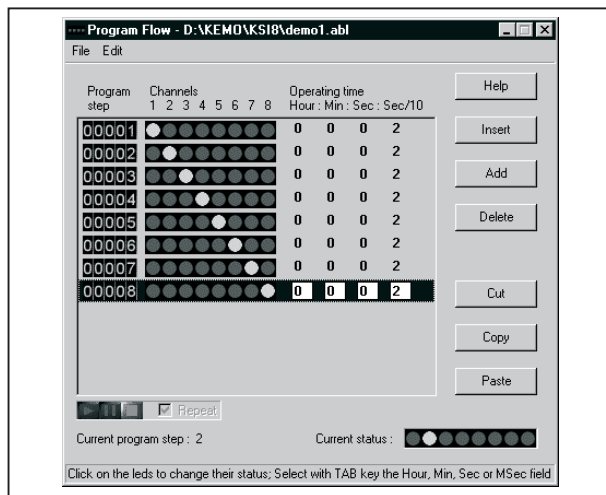 Program Flow - D:\KEMO\KSI8\demo1.abl
File Edit
Program step
Channels
1 2 3 4 5 6 7 8
Operating time
Hour : Min : Sec : Sec/10
00001 0 0 0 2
00002 0 0 0 2
00003 0 0 0 2
00004 0 0 0 2
00005 0 0 0 2
00006 0 0 0 2
00007 0 0 0 2
00008 0 0 0 2
Help
Insert
Add
Delete
Cut
Copy
Paste
Repeat
Current program step : 2
Current status :
Click on the leds to change their status; Select with TAB key the Hour, Min, Sec or MSec field